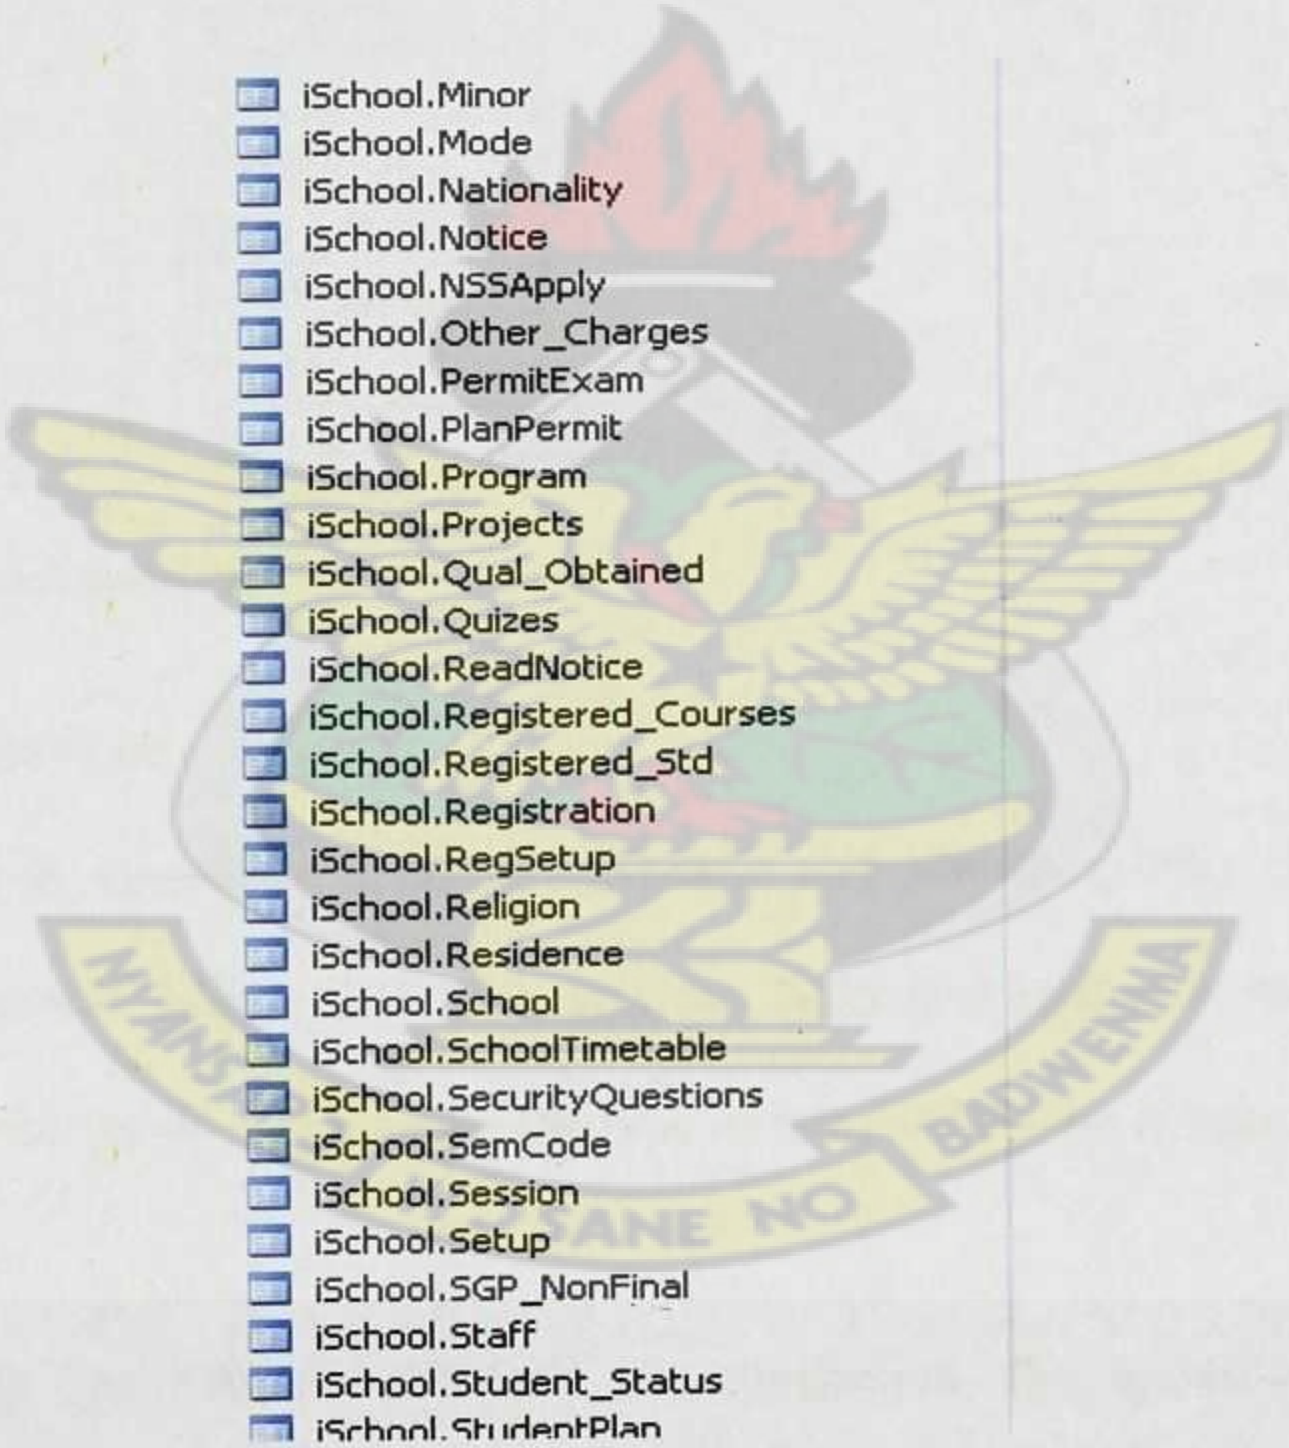 iSchool.Minor
iSchool.Mode
iSchool.Nationality
iSchool.Notice
iSchool.NSSApply
iSchool.Other_Charges
iSchool.PermitExam
iSchool.PlanPermit
iSchool.Program
iSchool.Projects
iSchool.Qual_Obtained
iSchool.Quizes
iSchool.ReadNotice
iSchool.Registered_Courses
iSchool.Registered_Std
iSchool.Registration
iSchool.RegSetup
iSchool.Religion
iSchool.Residence
iSchool.School
iSchool.SchoolTimetable
iSchool.SecurityQuestions
iSchool.SemCode
iSchool.Session
iSchool.Setup
iSchool.SGP_NonFinal
iSchool.Staff
iSchool.Student_Status
iSchool.StudentPlan
SANE NO
BADWENMA